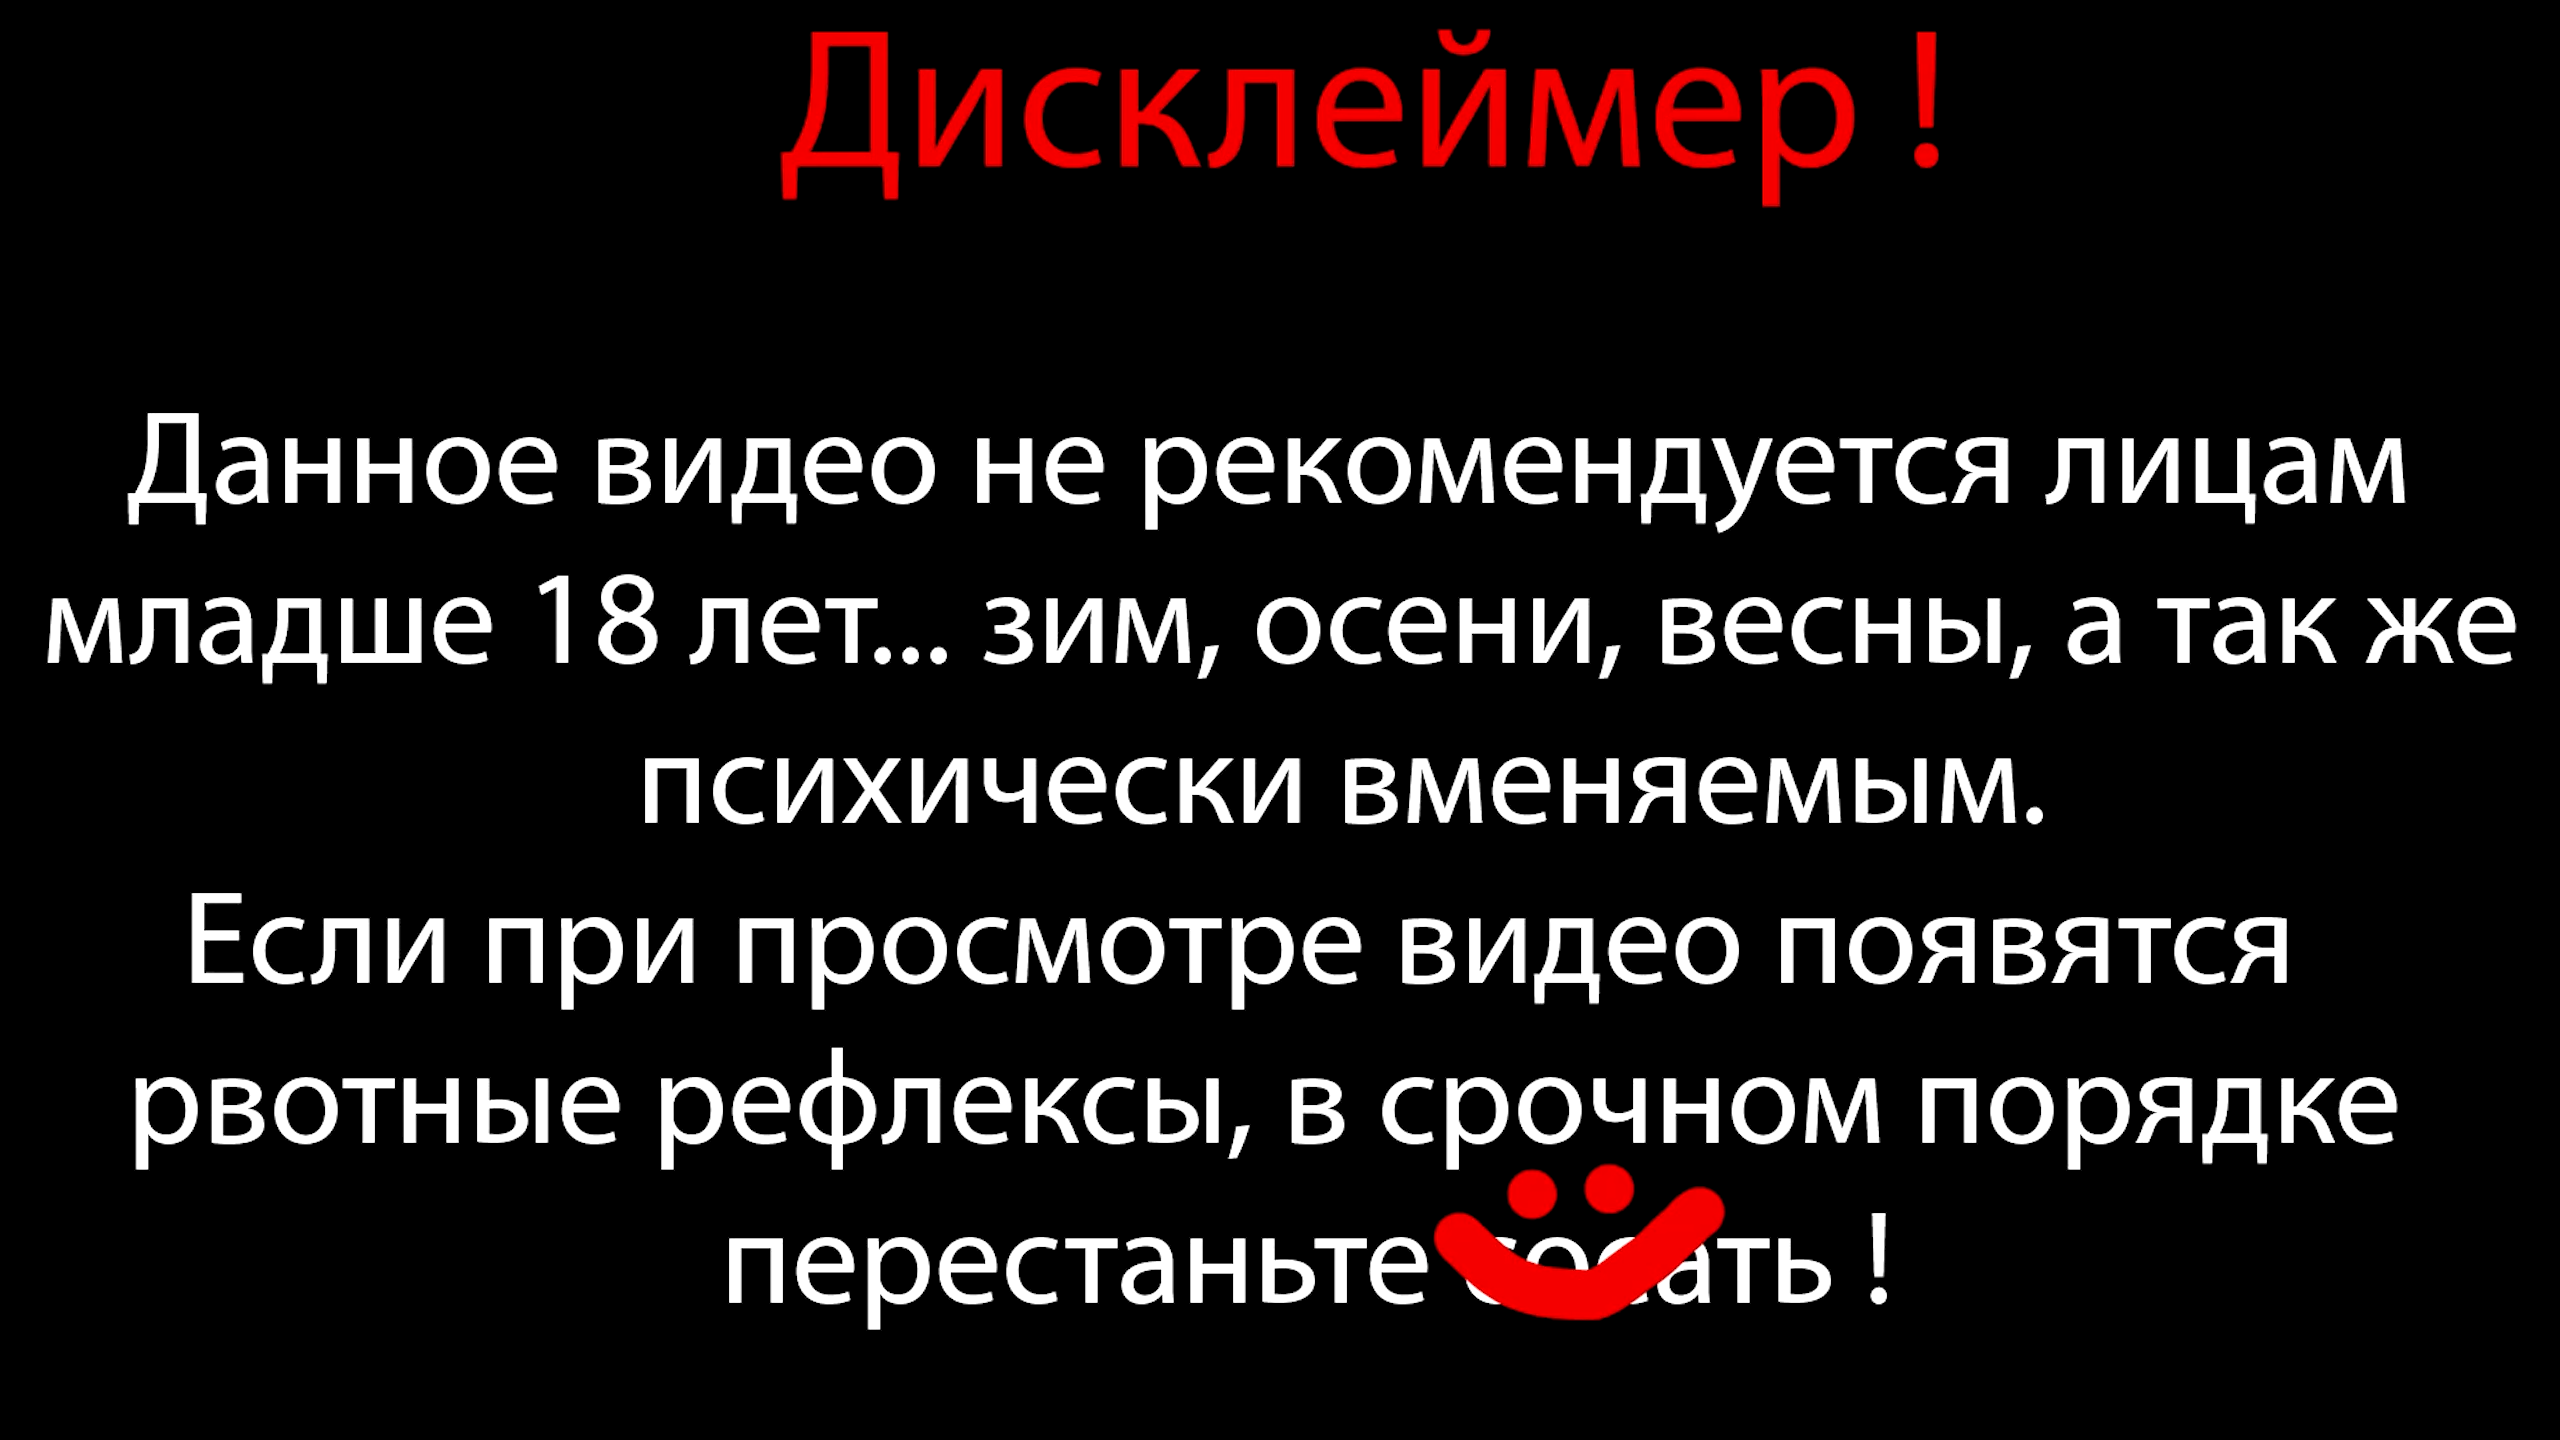 Дисклеймер !
Данное видео не рекомендуется лицам
младше 18 лет... зим, осени, весны, а так же
психически вменяемым.
Если при просмотре видео появятся
рвотные рефлексы, в срочном порядке
перестаньте сосать !